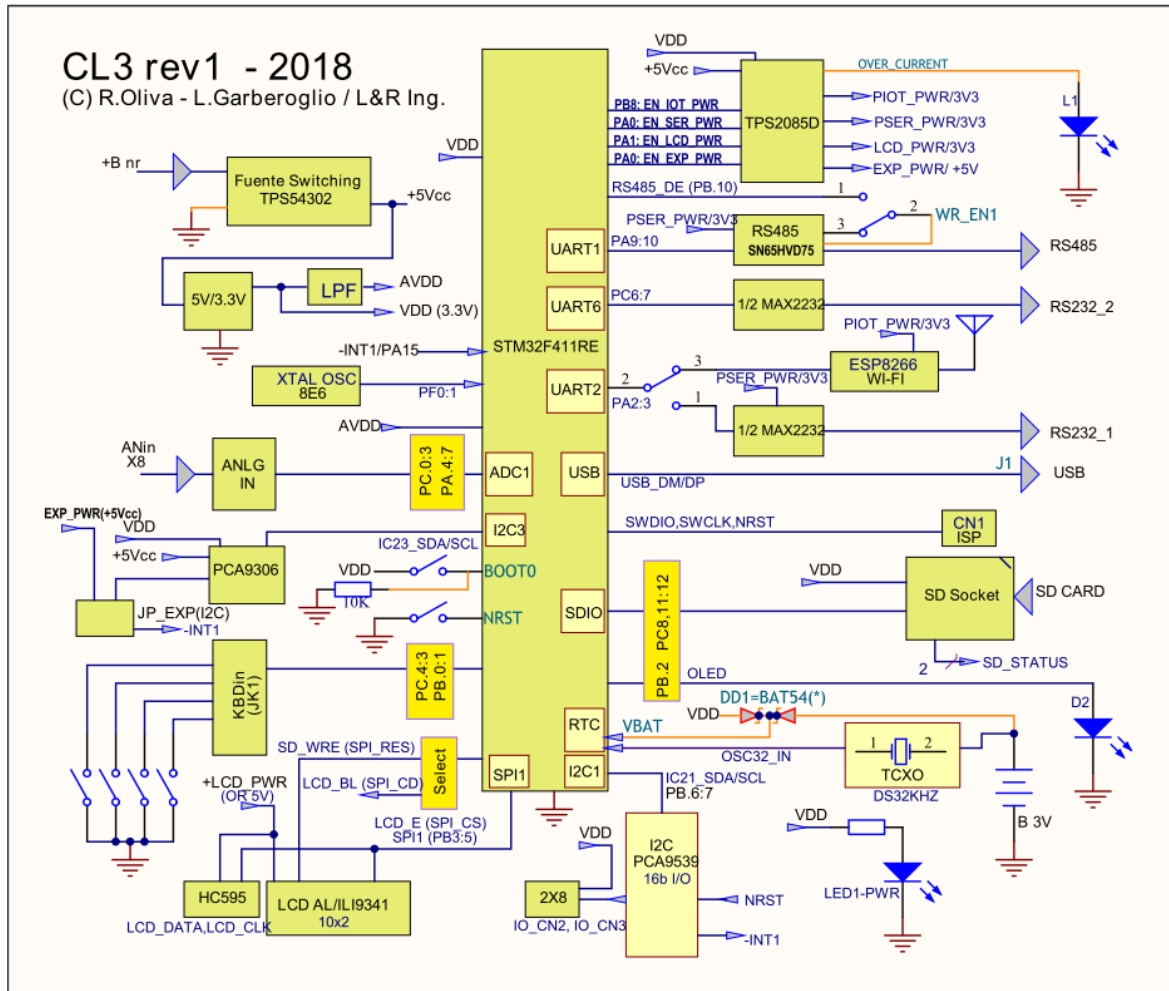 CL3 rev1 - 2018
(C) R.Oliva - L.Garberoglio / L&R Ing.
+B nr
Fuente Switching
TPS54302
+5Vcc
5V/3.3V
LPF
AVDD
VDD (3.3V)
VDD
-INT1/PA15
XTAL OSC
8E6
PF0:1
AVDD
ANin
X8
ANLG
IN
PC.0:3
PA.4:7
EXP_PWR(+5Vcc)
VDD
+5Vcc
PCA9306
IC23_SDA/SCL
JP_EXP(I2C)
-INT1
VDD
10K
BOOT0
NRST
KBDin
(JK1)
PC.4:3
PB.0:1
SD_WRE (SPI_RES)
LCD_BL (SPI_CD)
Select
+LCD_PWR
(OR 5V)
LCD_E (SPI_CS)
SPI1 (PB3:5)
HC595
LCD AL/ILI9341
10x2
LCD_DATA,LCD_CLK
STM32F411RE
UART1
UART6
UART2
ADC1
USB
I2C3
SDIO
RTC
SPI1
I2C1
VDD
+5Vcc
PB8: EN_IOT_PWR
PA0: EN_SER_PWR
PA1: EN_LCD_PWR
PA0: EN_EXP_PWR
TPS2085D
OVER_CURRENT
PIOT_PWR/3V3
PSER_PWR/3V3
LCD_PWR/3V3
EXP_PWR/ +5V
L1
RS485_DE (PB.10)
1
2
3
WR_EN1
PSER_PWR/3V3
PA9:10
RS485
SN65HVD75
RS485
PC6:7
1/2 MAX2232
RS232_2
PIOT_PWR/3V3
ESP8266
WI-FI
2
3
1
PA2:3
PSER_PWR/3V3
1/2 MAX2232
RS232_1
USB_DM/DP
J1
USB
SWDIO,SWCLK,NRST
CN1
ISP
PB.2 PC8,11:12
VDD
SD Socket
SD CARD
2
SD_STATUS
OLED
D2
DD1=BAT54(*)
VDD
VBAT
OSC32_IN
1
2
TCXO
DS32KHZ
B 3V
IC21_SDA/SCL
PB.6:7
VDD
2X8
IO_CN2, IO_CN3
I2C
PCA9539
16b I/O
NRST
-INT1
VDD
LED1-PWR